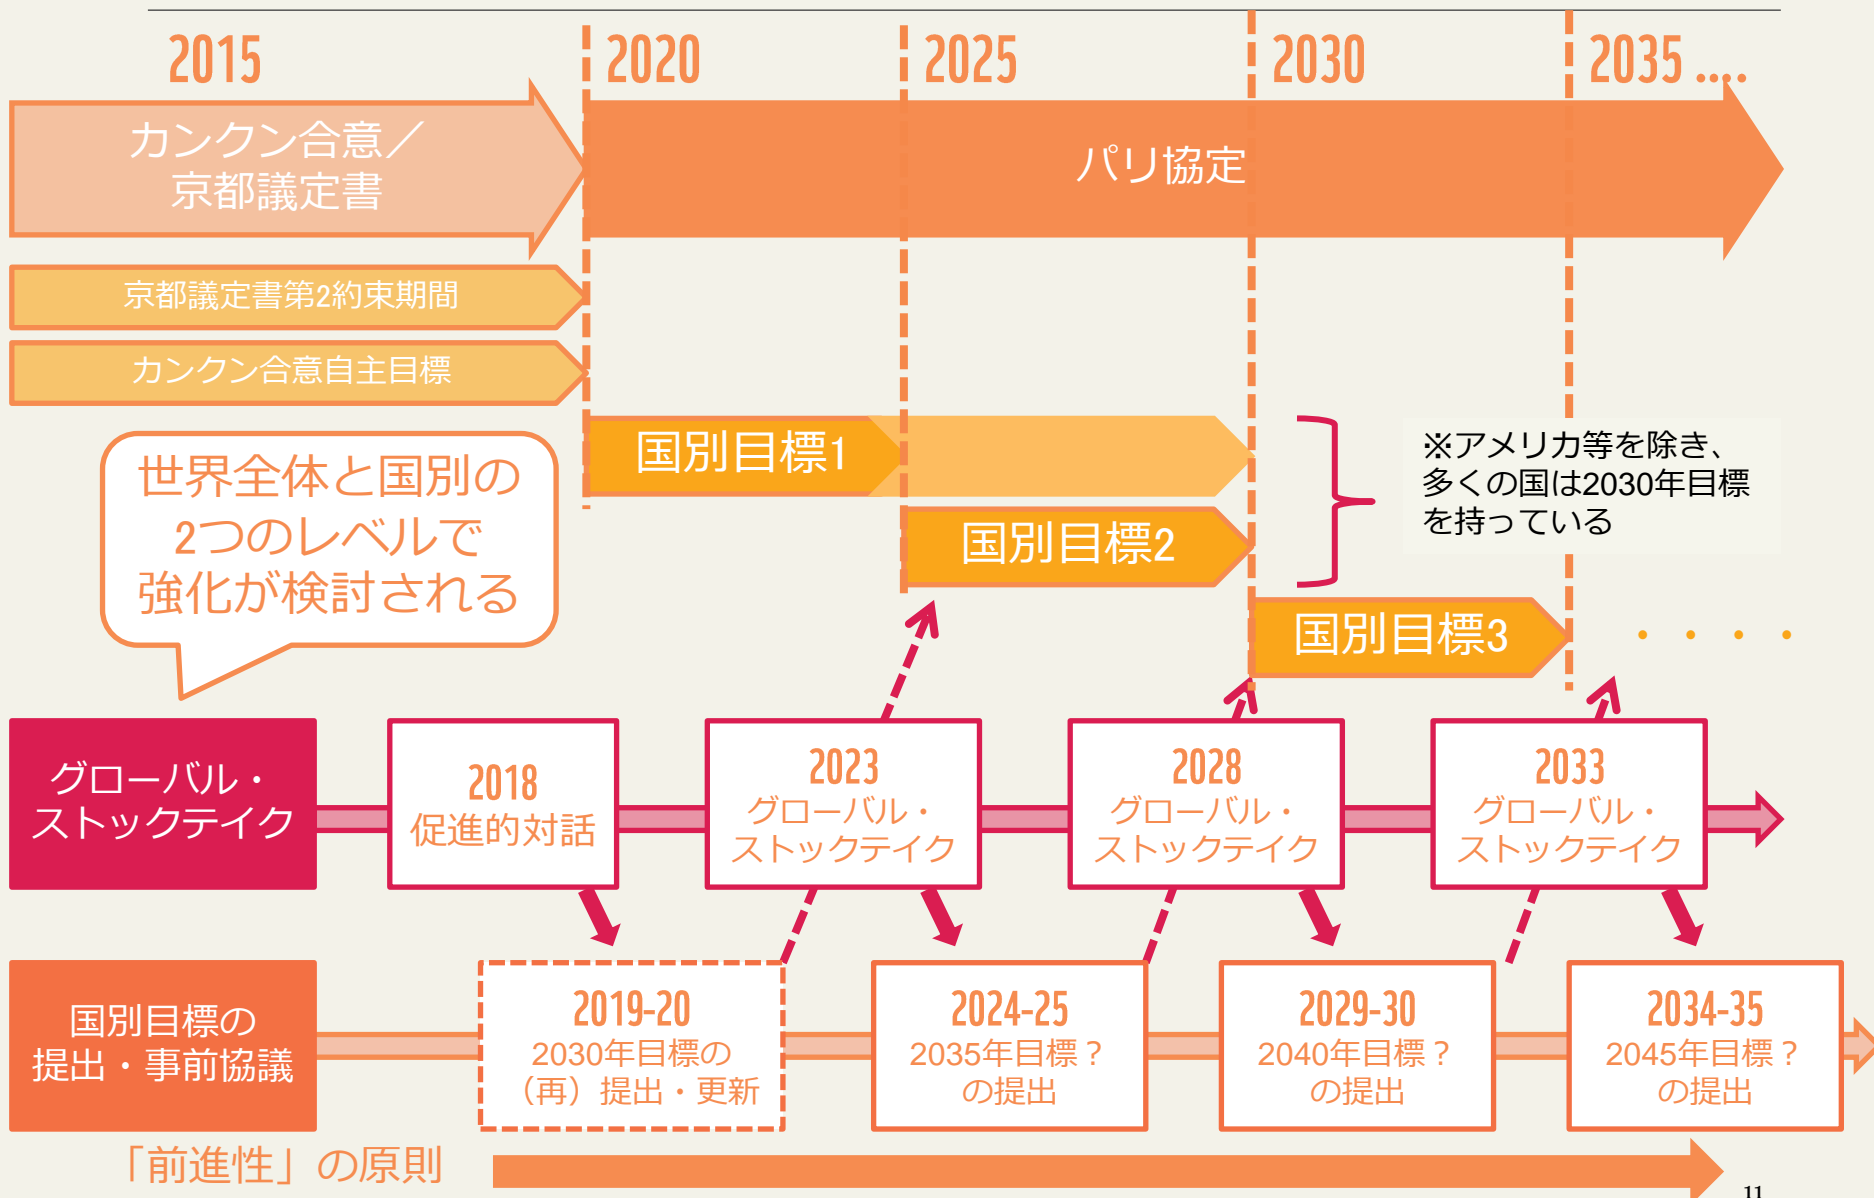 2015
2020
2025
2030
2035 ....
カンクン合意／
京都議定書
パリ協定
京都議定書第2約束期間
カンクン合意自主目標
国別目標1
※アメリカ等を除き、
多くの国は2030年目標
を持っている
世界全体と国別の
2つのレベルで
強化が検討される
国別目標2
国別目標3
・・・・
グローバル・
ストックテイク
2018
促進的対話
2023
グローバル・
ストックテイク
2028
グローバル・
ストックテイク
2033
グローバル・
ストックテイク
国別目標の
提出・事前協議
2019-20
2030年目標の
（再）提出・更新
2024-25
2035年目標？
の提出
2029-30
2040年目標？
の提出
2034-35
2045年目標？
の提出
「前進性」の原則
11